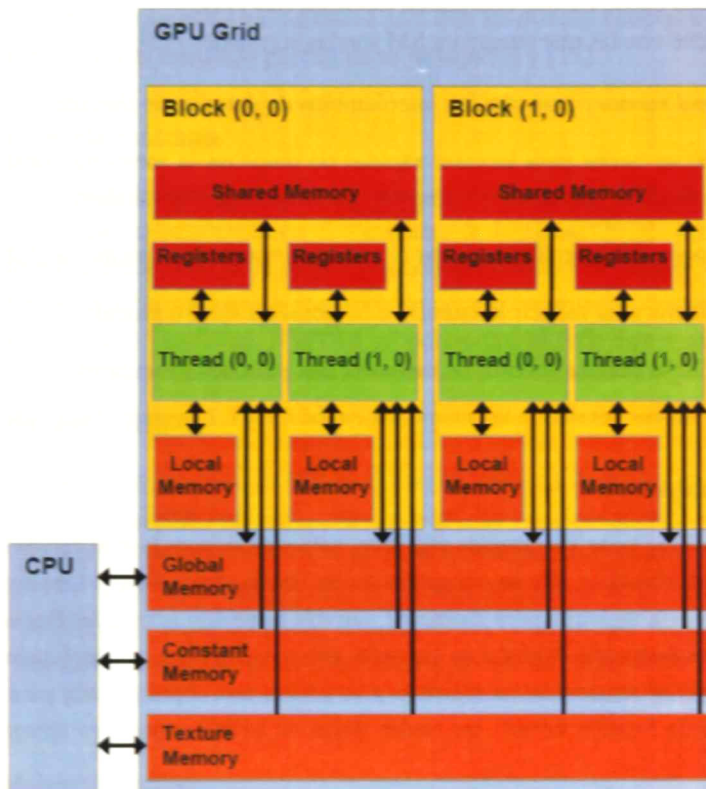 GPU Grid
Block (0, 0)
Block (1, 0)
Shared Memory
Shared Memory
Registers
Registers
Registers
Registers
Thread (0, 0)
Thread (1, 0)
Thread (0, 0)
Thread (1, 0)
Local
Memory
Local
Memory
Local
Memory
Local
Memory
CPU
Global
Memory
Constant
Memory
Texture
Memory